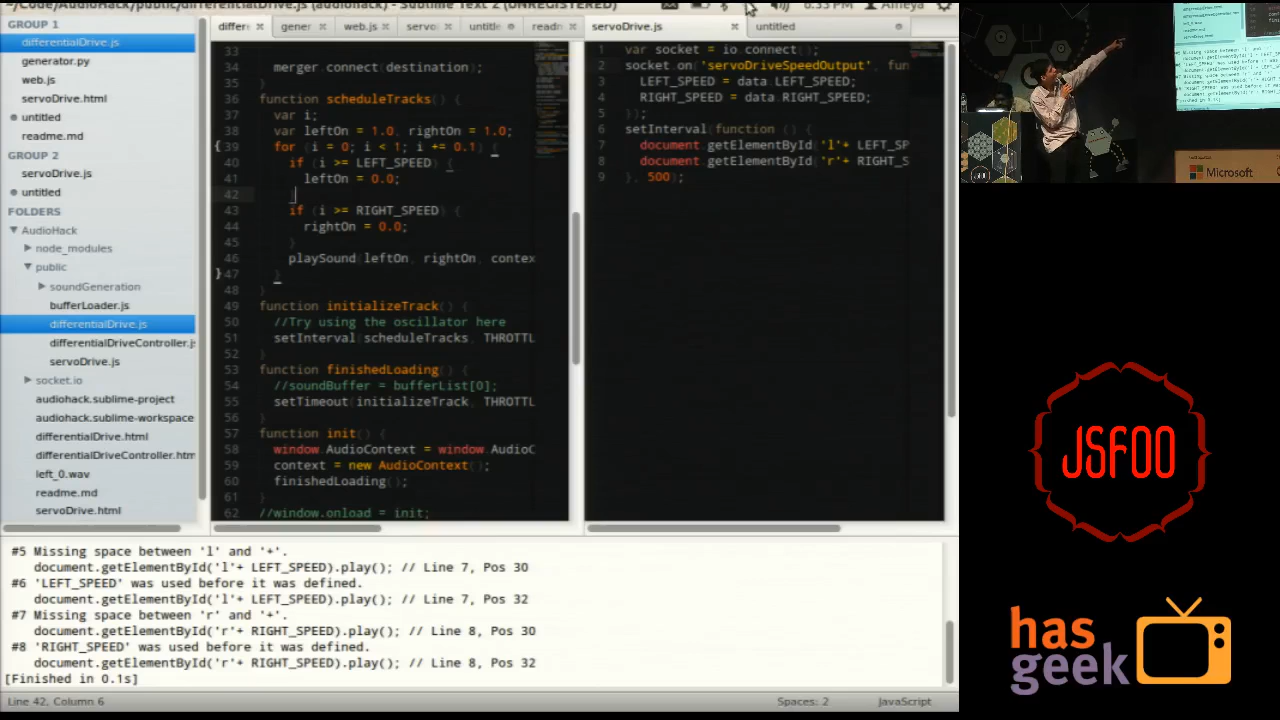 ~/Code/AudioHack/public/differentialDrive.js (audiohack) - Sublime Text 2 (UNREGISTERED)
6:33 PM
Ameya
GROUP 1
differentialDrive.js
generator.py
web.js
servoDrive.html
untitled
readme.md
GROUP 2
servoDrive.js
untitled
FOLDERS
AudioHack
node_modules
public
soundGeneration
bufferLoader.js
differentialDrive.js
differentialDriveController.j
servoDrive.js
socket.io
audiohack.sublime-project
audiohack.sublime-workspace
differentialDrive.html
differentialDriveController.htm
left_0.wav
readme.md
servoDrive.html
differ
gener
web.js
servo
untitle
readn
33
34 merger.connect(destination);
35 }
36 function scheduleTracks() {
37 var i;
38 var leftOn = 1.0, rightOn = 1.0;
39 for (i = 0; i < 1; i += 0.1) {
40 if (i >= LEFT_SPEED) {
41 leftOn = 0.0;
42 }
43 if (i >= RIGHT_SPEED) {
44 rightOn = 0.0;
45 }
46 playSound(leftOn, rightOn, contex
47 }
48 }
49 function initializeTrack() {
50 //Try using the oscillator here
51 setInterval(scheduleTracks, THROTTL
52 }
53 function finishedLoading() {
54 //soundBuffer = bufferList[0];
55 setTimeout(initializeTrack, THROTTL
56 }
57 function init() {
58 window.AudioContext = window.AudioC
59 context = new AudioContext();
60 finishedLoading();
61 }
62 //window.onload = init;
servoDrive.js
untitled
1 var socket = io.connect();
2 socket.on('servoDriveSpeedOutput', fun
3 LEFT_SPEED = data.LEFT_SPEED;
4 RIGHT_SPEED = data.RIGHT_SPEED;
5 });
6 setInterval(function () {
7 document.getElementById('l'+ LEFT_SP
8 document.getElementById('r'+ RIGHT_S
9 }, 500);
#5 Missing space between 'l' and '+'.
document.getElementById('l'+ LEFT_SPEED).play(); // Line 7, Pos 30
#6 'LEFT_SPEED' was used before it was defined.
document.getElementById('l'+ LEFT_SPEED).play(); // Line 7, Pos 32
#7 Missing space between 'r' and '+'.
document.getElementById('r'+ RIGHT_SPEED).play(); // Line 8, Pos 30
#8 'RIGHT_SPEED' was used before it was defined.
document.getElementById('r'+ RIGHT_SPEED).play(); // Line 8, Pos 32
[Finished in 0.1s]
Line 42, Column 6
Spaces: 2
JavaScript
Microsoft
JSFOO
has
geek